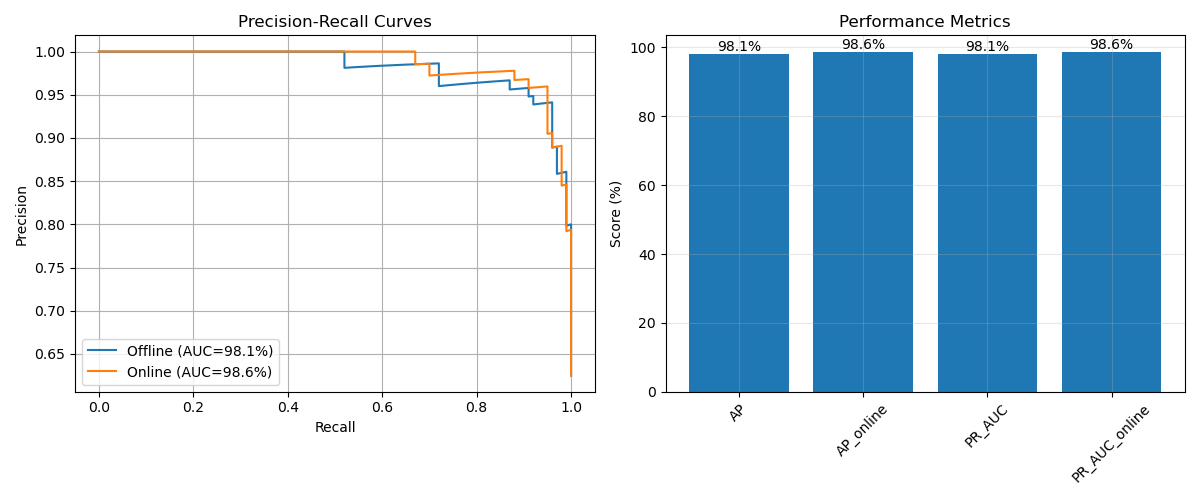 Precision-Recall Curves
1.00
0.95
0.90
0.85
0.80
0.75
0.70
0.65
Precision
0.0 0.2 0.4 0.6 0.8 1.0
Recall
Offline (AUC=98.1%)
Online (AUC=98.6%)
Performance Metrics
100
80
60
40
20
0
Score (%)
98.1% 98.6% 98.1% 98.6%
AP
AP_online
PR_AUC
PR_AUC_online